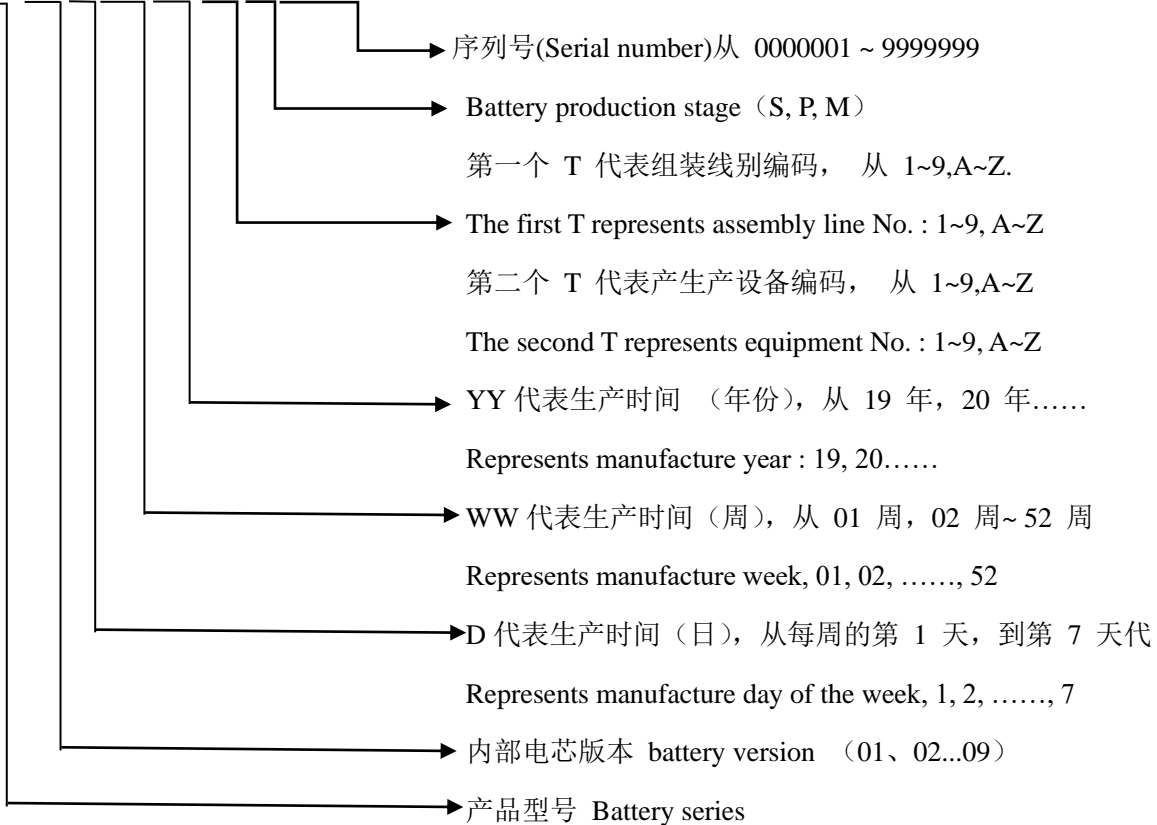 序列号(Serial number)从 0000001 ~ 9999999
Battery production stage（S, P, M）
第一个 T 代表组装线别编码， 从 1~9,A~Z.
The first T represents assembly line No. : 1~9, A~Z
第二个 T 代表产生产设备编码， 从 1~9,A~Z
The second T represents equipment No. : 1~9, A~Z
YY 代表生产时间 （年份），从 19 年，20 年……
Represents manufacture year : 19, 20……
WW 代表生产时间（周），从 01 周，02 周~ 52 周
Represents manufacture week, 01, 02, ……, 52
D 代表生产时间（日），从每周的第 1 天，到第 7 天代
Represents manufacture day of the week, 1, 2, ……, 7
内部电芯版本 battery version （01、02...09）
产品型号 Battery series